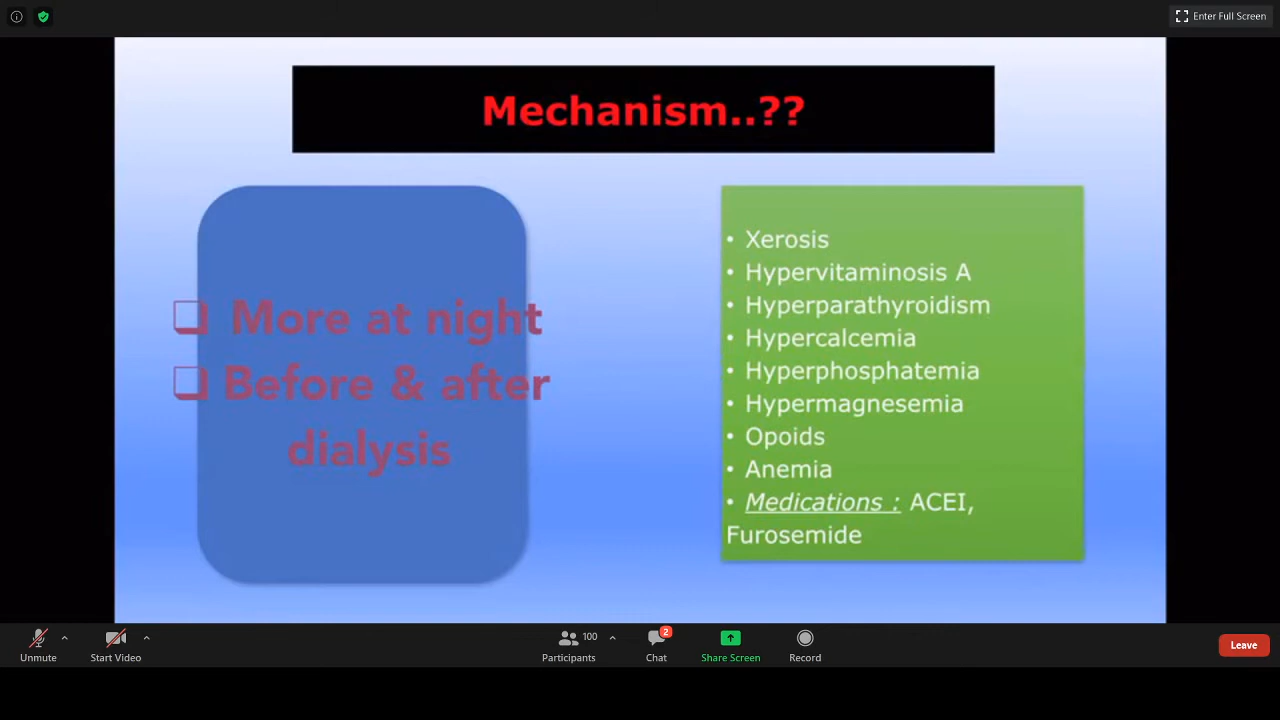 Enter Full Screen
Mechanism..??
❑ More at night
❑ Before & after
dialysis
• Xerosis
• Hypervitaminosis A
• Hyperparathyroidism
• Hypercalcemia
• Hyperphosphatemia
• Hypermagnesemia
• Opoids
• Anemia
• Medications : ACEI,
Furosemide
Unmute
Start Video
100
Participants
2
Chat
Share Screen
Record
Leave